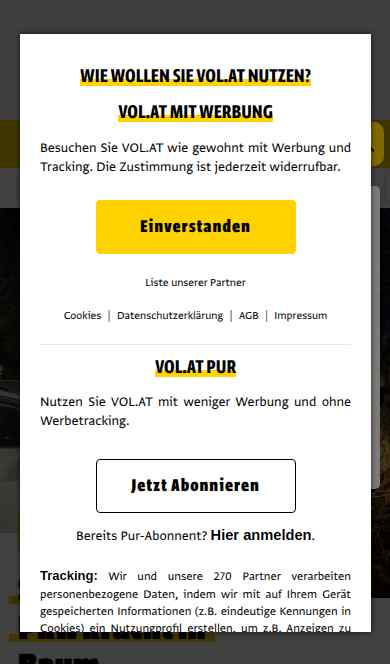 WIE WOLLEN SIE VOL.AT NUTZEN?
VOL.AT MIT WERBUNG
Besuchen Sie VOL.AT wie gewohnt mit Werbung und
Tracking. Die Zustimmung ist jederzeit widerrufbar.
Einverstanden
Liste unserer Partner
Cookies | Datenschutzerklärung | AGB | Impressum
VOL.AT PUR
Nutzen Sie VOL.AT mit weniger Werbung und ohne
Werbetracking.
Jetzt Abonnieren
Bereits Pur-Abonnent? Hier anmelden.
Tracking: Wir und unsere 270 Partner verarbeiten
personenbezogene Daten, indem wir mit auf Ihrem Gerät
gespeicherten Informationen (z.B. eindeutige Kennungen in
Cookies) ein Nutzungsprofil erstellen, um z.B. Anzeigen zu
Baum